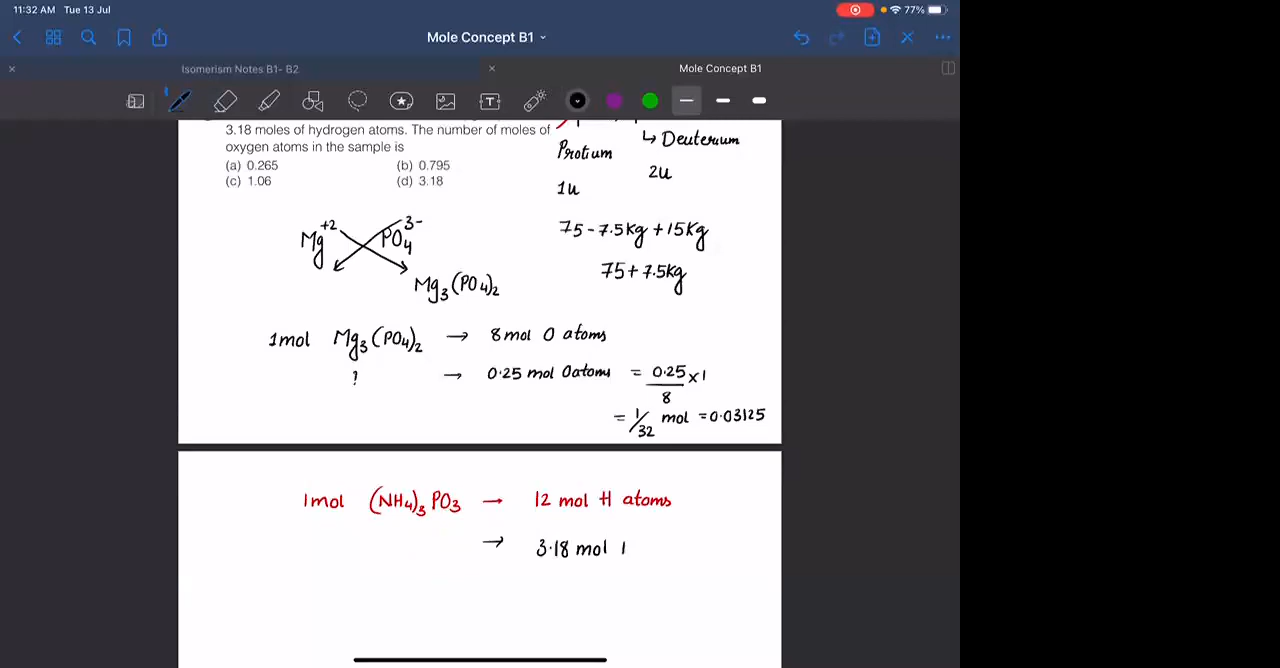 11:32 AM Tue 13 Jul
77%
Mole Concept B1
Isomerism Notes B1- B2
Mole Concept B1
3.18 moles of hydrogen atoms. The number of moles of
oxygen atoms in the sample is
(a) 0.265 (b) 0.795
(c) 1.06 (d) 3.18
Protium
1u
↳ Deuterium
2u
Mg+2 PO4 3-
Mg3(PO4)2
75 - 7.5kg + 15kg
75 + 7.5kg
1mol Mg3(PO4)2 → 8 mol O atoms
? → 0.25 mol O atoms = 0.25/8 × 1
= 1/32 mol = 0.03125
1mol (NH4)3 PO3 → 12 mol H atoms
→ 3.18 mol